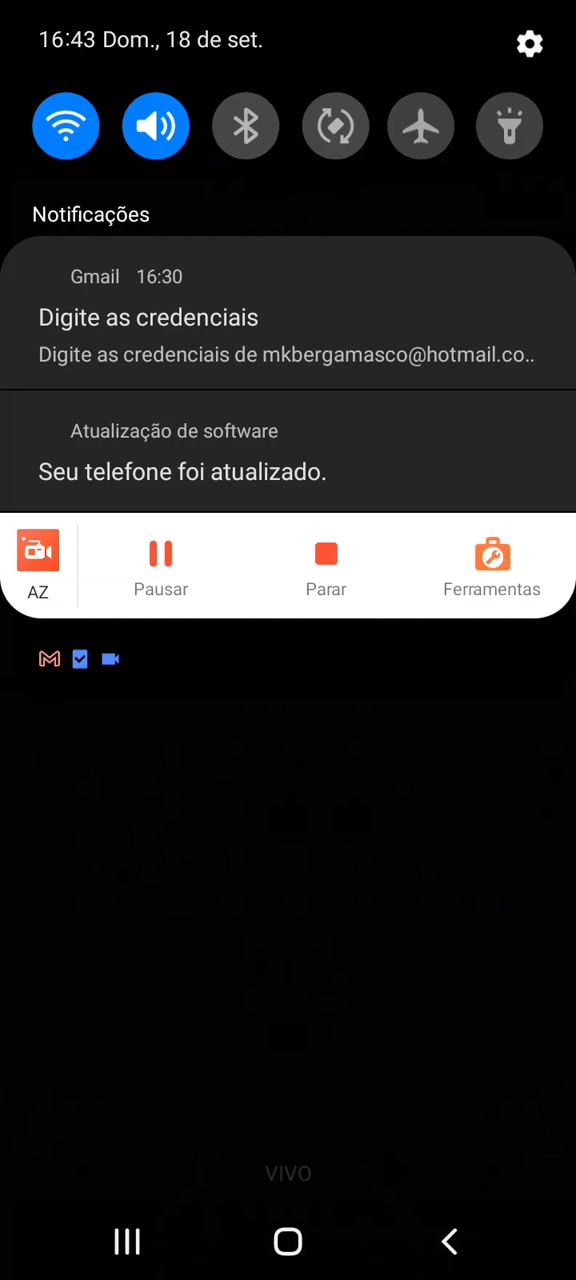 16:43 Dom., 18 de set.
Notificações
Gmail 16:30
Digite as credenciais
Digite as credenciais de mkbergamasco@hotmail.co..
Atualização de software
Seu telefone foi atualizado.
AZ
Pausar
Parar
Ferramentas
VIVO